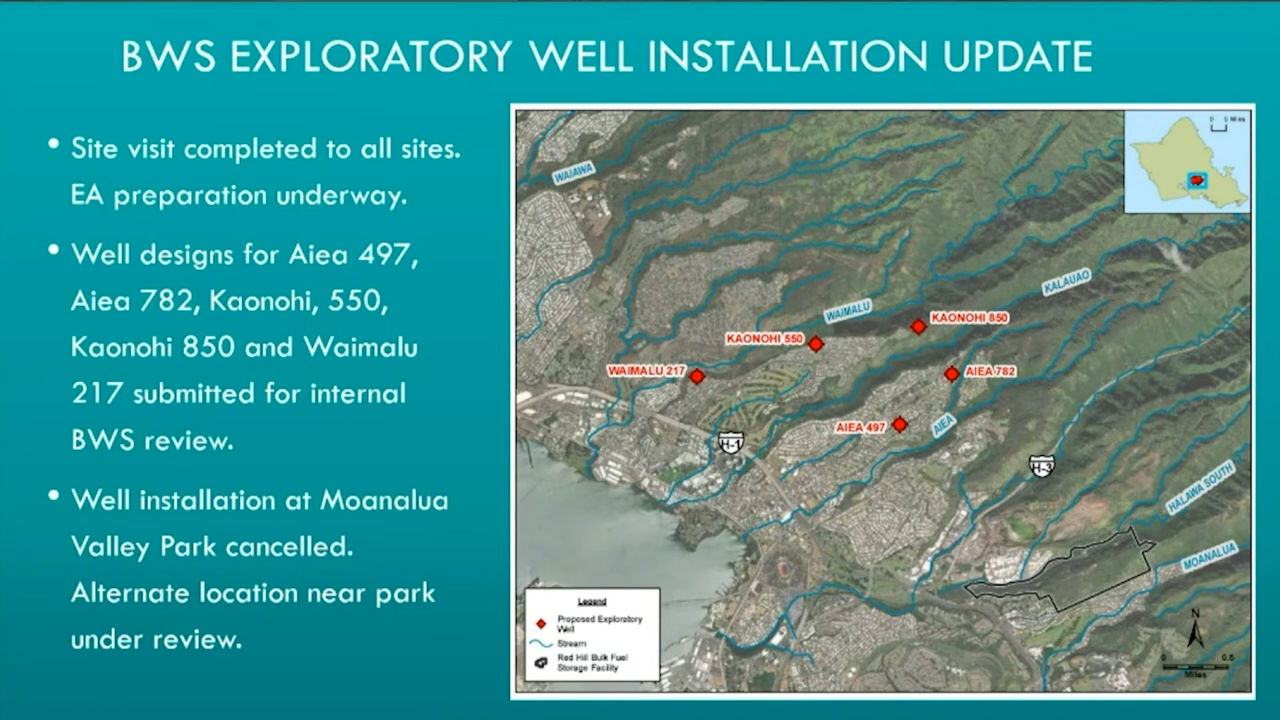 BWS EXPLORATORY WELL INSTALLATION UPDATE
• Site visit completed to all sites.
EA preparation underway.
• Well designs for Aiea 497,
Aiea 782, Kaonohi, 550,
Kaonohi 850 and Waimalu
217 submitted for internal
BWS review.
• Well installation at Moanalua
Valley Park cancelled.
Alternate location near park
under review.
0 5 Miles
WAIAWA
KALAUAO
WAIMALU
KAONOHI 850
KAONOHI 550
WAIMALU 217
AIEA 782
AIEA 497
AIEA
H-1
H-3
HALAWA SOUTH
MOANALUA
Legend
Proposed Exploratory
Well
Stream
Red Hill Bulk Fuel
Storage Facility
N
0 0.5
Miles